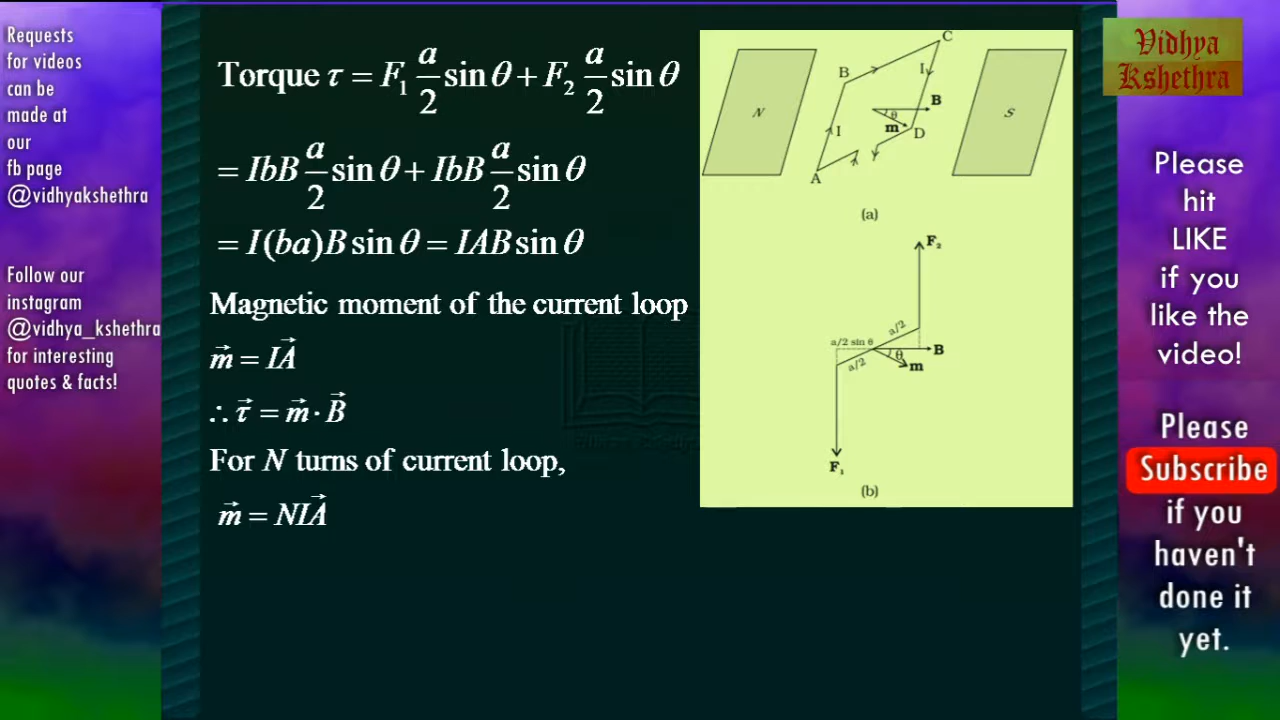 Requests
for videos
can be
made at
our
fb page
@vidhyakshethra
Follow our
instagram
@vidhya_kshethra
for interesting
quotes & facts!
Torque τ = F₁ a/2 sin θ + F₂ a/2 sin θ
= IbB a/2 sin θ + IbB a/2 sin θ
= I(ba)B sin θ = IAB sin θ
Magnetic moment of the current loop
m⃗ = IA⃗
∴ τ⃗ = m⃗ · B⃗
For N turns of current loop,
m⃗ = NIA⃗
N
S
A
B
C
D
I
I
B
θ
m
(a)
F₂
a/2
a/2 sin θ
a/2
θ
B
m
F₁
(b)
Vidhya
Kshethra
Please
hit
LIKE
if you
like the
video!
Please
Subscribe
if you
haven't
done it
yet.